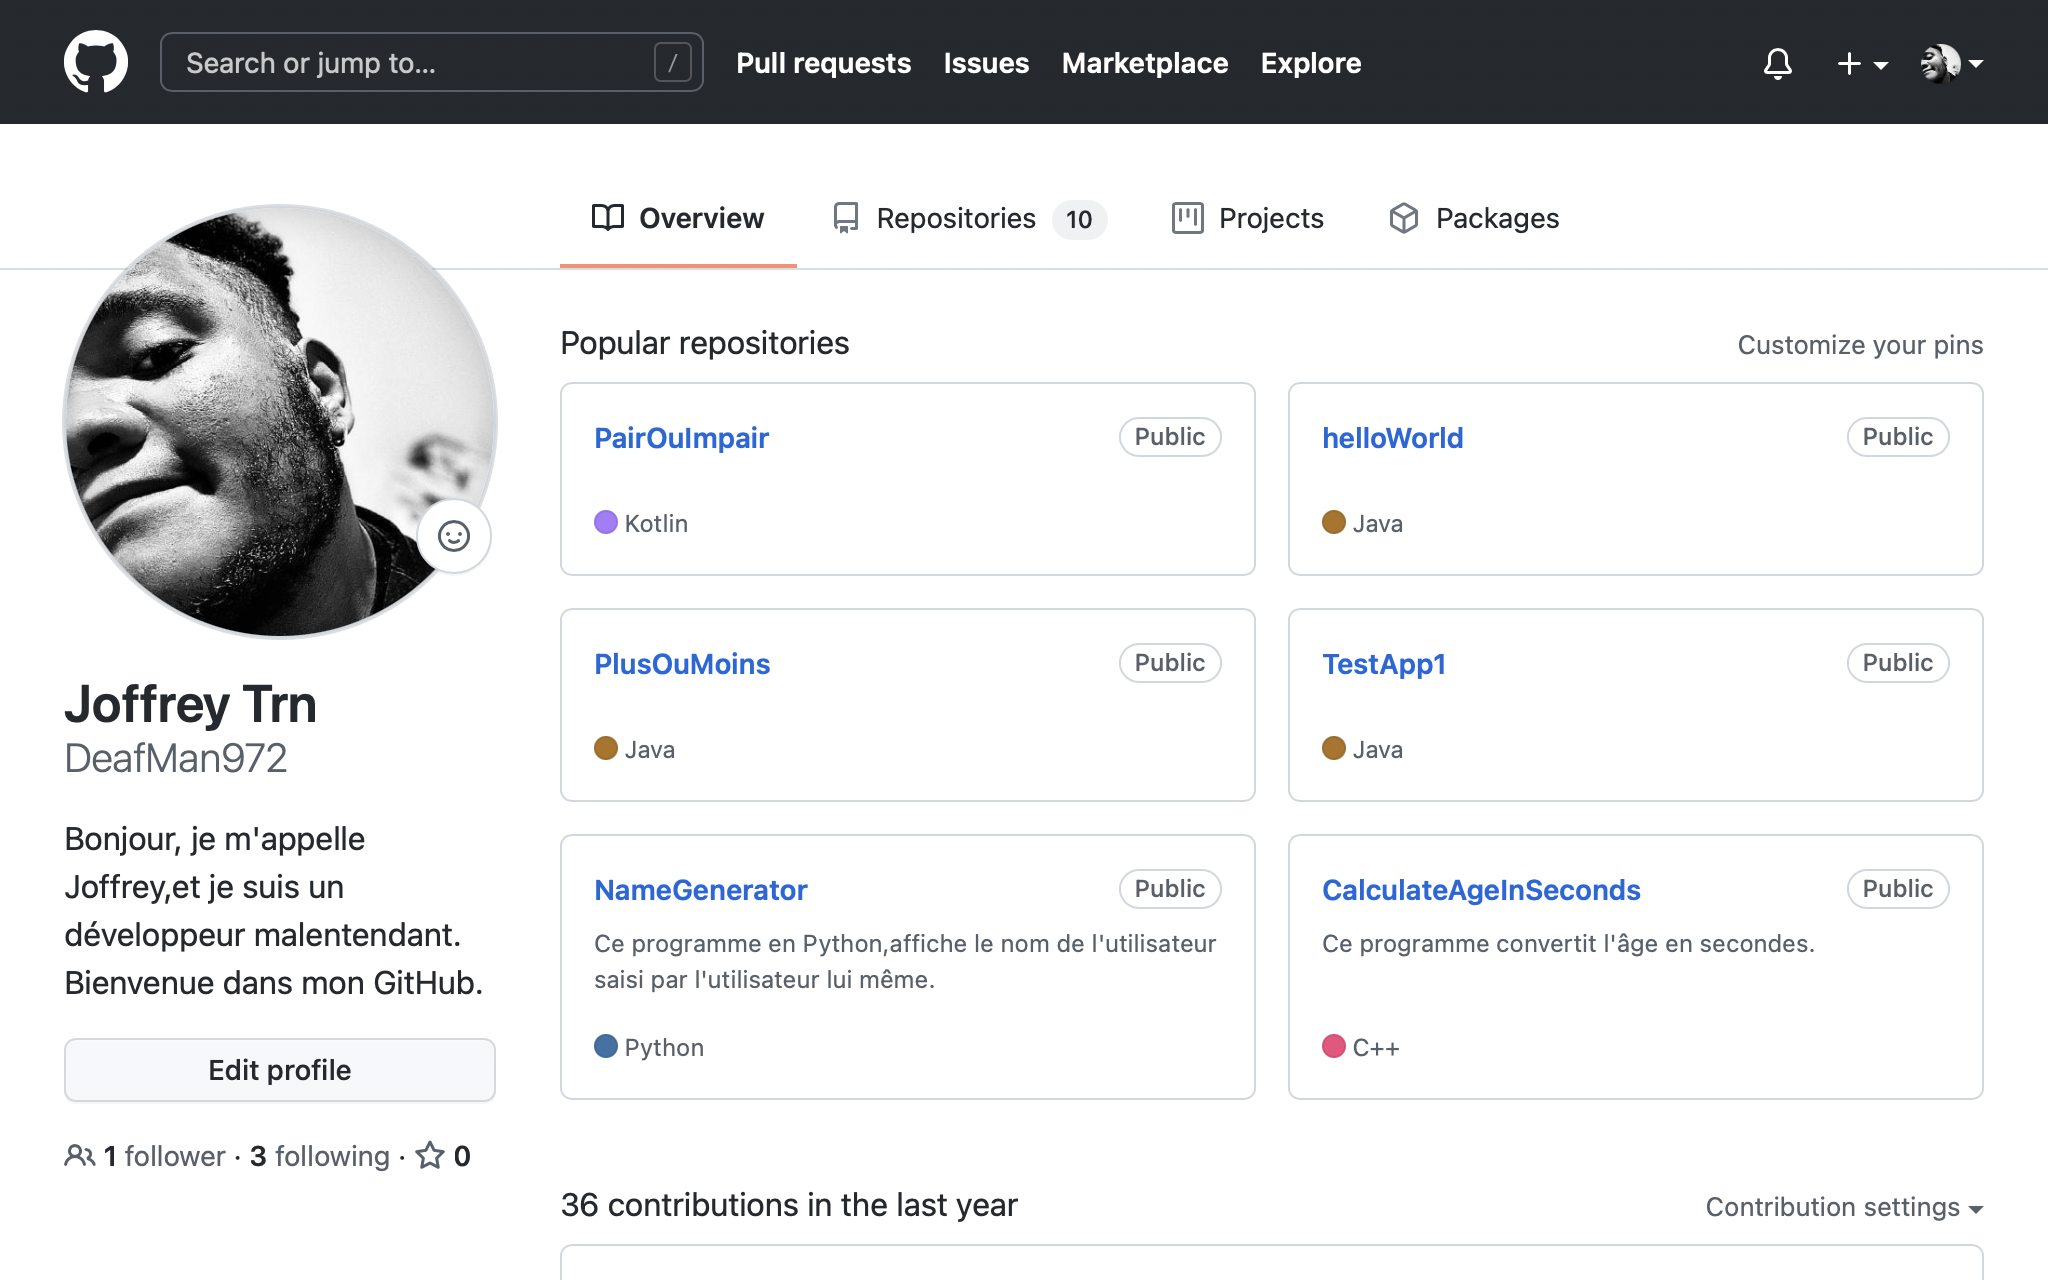 Search or jump to... /
Pull requests Issues Marketplace Explore
Overview Repositories 10 Projects Packages
Joffrey Trn
DeafMan972
Bonjour, je m'appelle
Joffrey,et je suis un
développeur malentendant.
Bienvenue dans mon GitHub.
Edit profile
1 follower · 3 following · 0
Popular repositories
Customize your pins
PairOuImpair Public
Kotlin
helloWorld Public
Java
PlusOuMoins Public
Java
TestApp1 Public
Java
NameGenerator Public
Ce programme en Python,affiche le nom de l'utilisateur
saisi par l'utilisateur lui même.
Python
CalculateAgeInSeconds Public
Ce programme convertit l'âge en secondes.
C++
36 contributions in the last year
Contribution settings